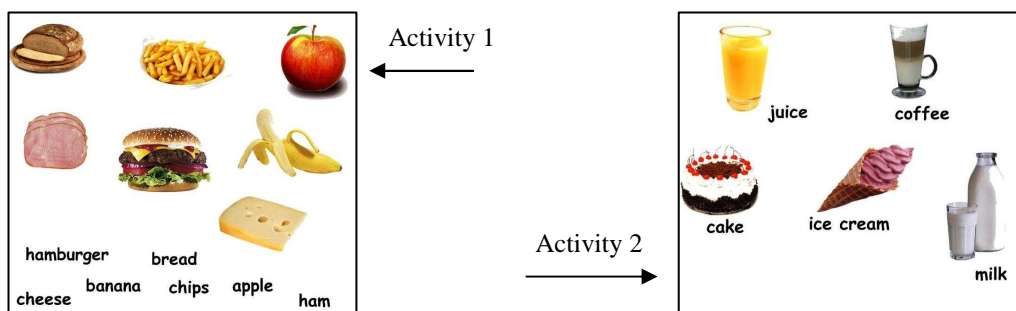 Activity 1
hamburger bread
cheese banana chips apple ham
Activity 2
juice coffee
cake ice cream
milk